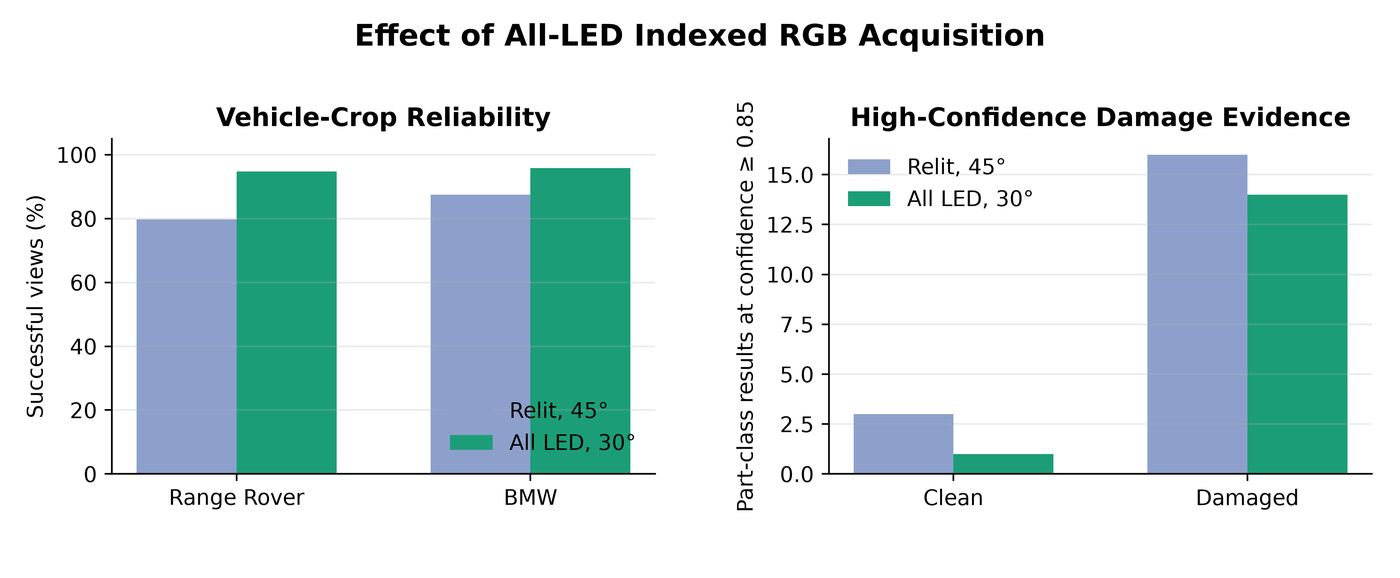 Effect of All-LED Indexed RGB Acquisition
Vehicle-Crop Reliability
Successful views (%)
100
80
60
40
20
0
Range Rover
BMW
Relit, 45°
All LED, 30°
High-Confidence Damage Evidence
Part-class results at confidence ≥ 0.85
15.0
12.5
10.0
7.5
5.0
2.5
0.0
Clean
Damaged
Relit, 45°
All LED, 30°